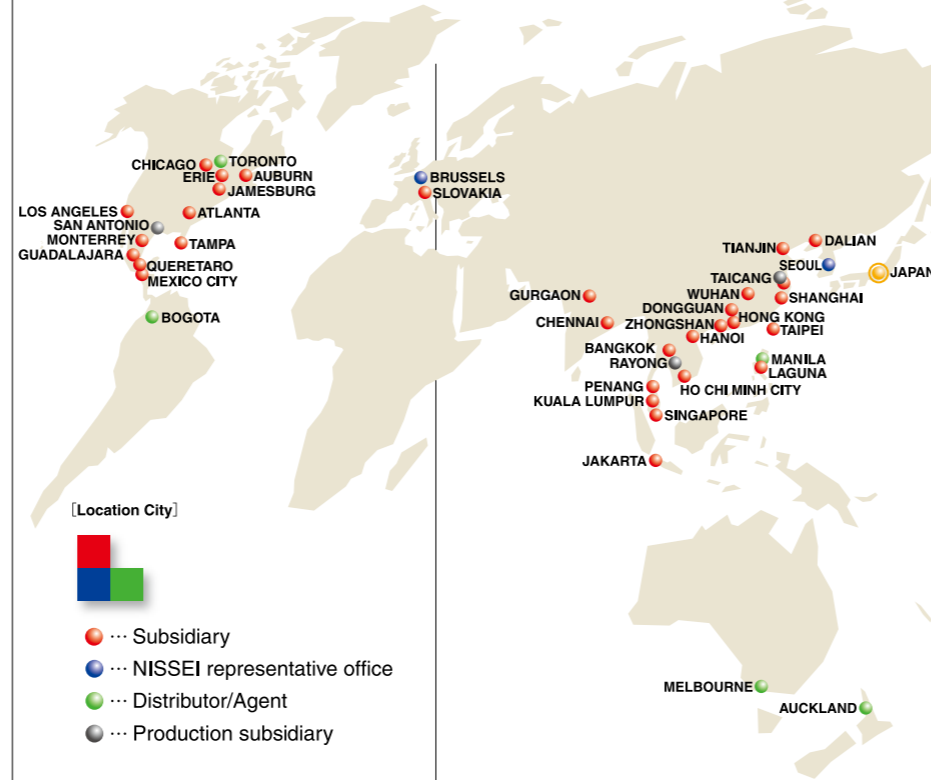 CHICAGO
TORONTO
ERIE
AUBURN
JAMESBURG
LOS ANGELES
ATLANTA
SAN ANTONIO
MONTERREY
TAMPA
GUADALAJARA
QUERETARO
MEXICO CITY
BOGOTA
BRUSSELS
SLOVAKIA
TIANJIN
DALIAN
SEOUL
JAPAN
TAICANG
WUHAN
SHANGHAI
GURGAON
DONGGUAN
HONG KONG
CHENNAI
ZHONGSHAN
TAIPEI
HANOI
BANGKOK
RAYONG
MANILA
LAGUNA
PENANG
HO CHI MINH CITY
KUALA LUMPUR
SINGAPORE
JAKARTA
[Location City]
··· Subsidiary
··· NISSEI representative office
··· Distributor/Agent
··· Production subsidiary
MELBOURNE
AUCKLAND